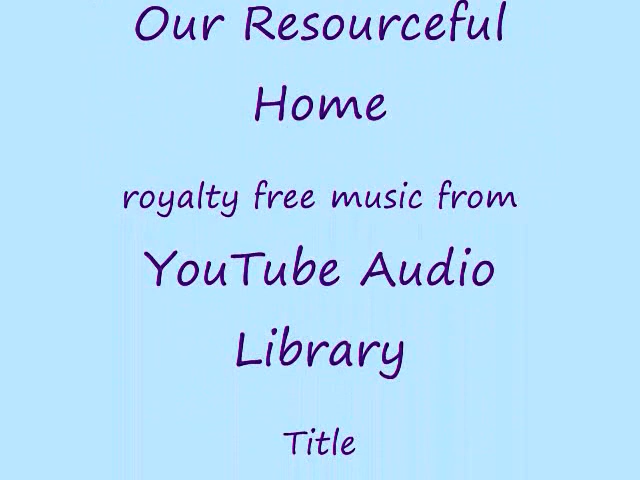 Our Resourceful
Home
royalty free music from
YouTube Audio
Library
Title